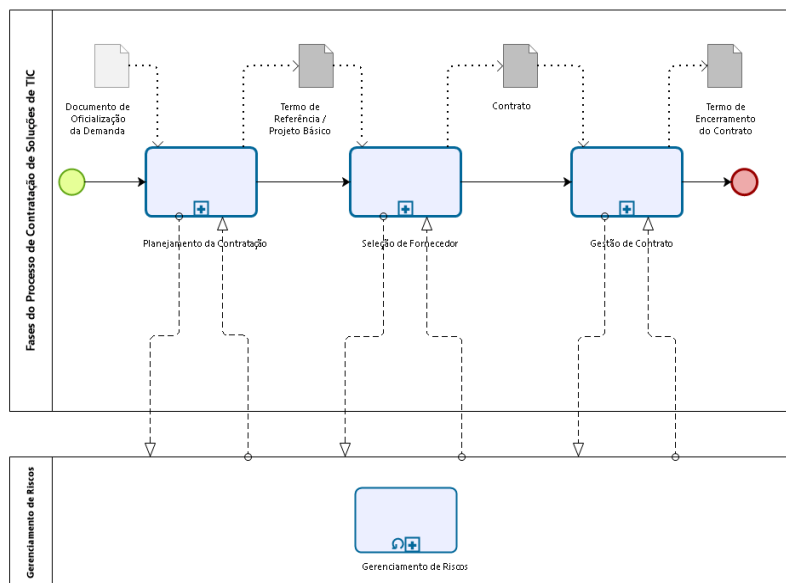 Fases do Processo de Contratação de Soluções de TIC
Documento de
Oficialização
da Demanda
Termo de
Referência /
Projeto Básico
Contrato
Termo de
Encerramento
do Contrato
Planejamento da Contratação
Seleção de Fornecedor
Gestão de Contrato
Gerenciamento de Riscos
Gerenciamento de Riscos